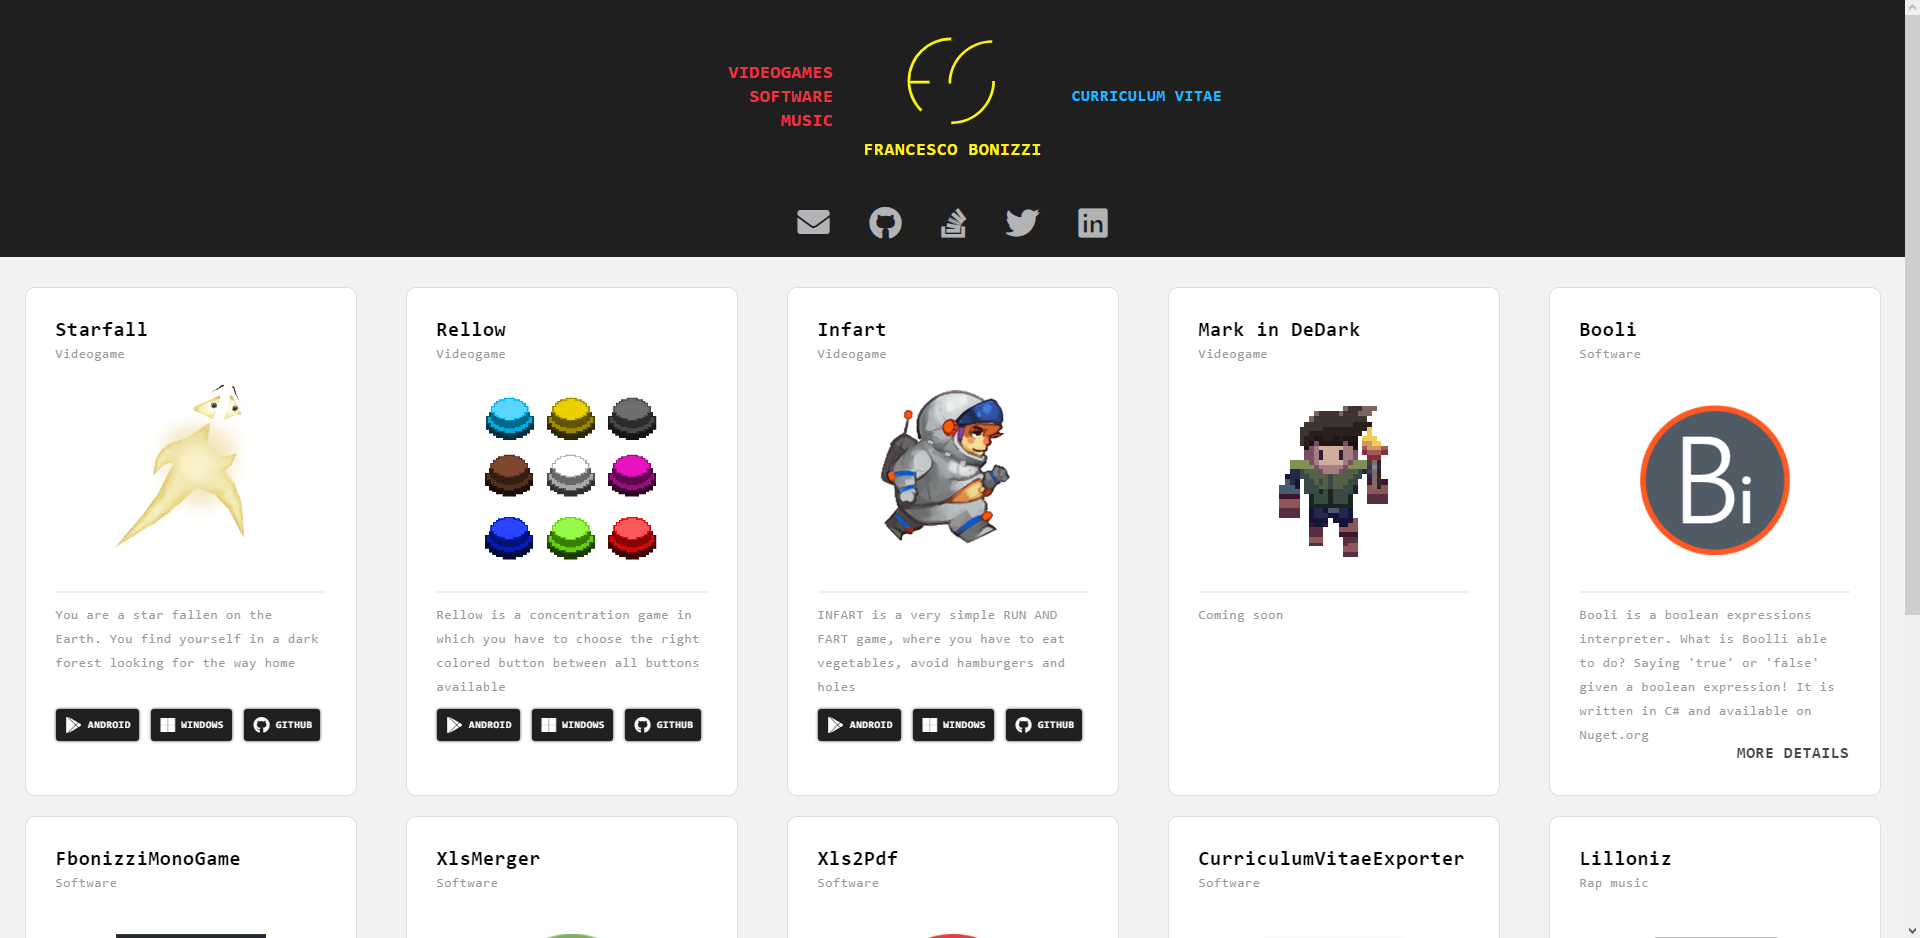 VIDEOGAMES
SOFTWARE
MUSIC
FRANCESCO BONIZZI
CURRICULUM VITAE
in
Starfall
Videogame
You are a star fallen on the
Earth. You find yourself in a dark
forest looking for the way home
ANDROID
WINDOWS
GITHUB
Rellow
Videogame
Rellow is a concentration game in
which you have to choose the right
colored button between all buttons
available
ANDROID
WINDOWS
GITHUB
Infart
Videogame
INFART is a very simple RUN AND
FART game, where you have to eat
vegetables, avoid hamburgers and
holes
ANDROID
WINDOWS
GITHUB
Mark in DeDark
Videogame
Coming soon
Booli
Software
Bi
Booli is a boolean expressions
interpreter. What is Boolli able
to do? Saying 'true' or 'false'
given a boolean expression! It is
written in C# and available on
Nuget.org
MORE DETAILS
FbonizziMonoGame
Software
XlsMerger
Software
Xls2Pdf
Software
CurriculumVitaeExporter
Software
Lilloniz
Rap music